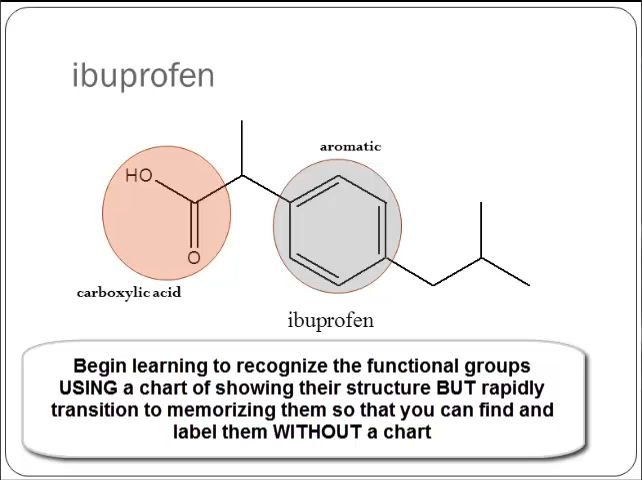 ibuprofen
aromatic
HO
O
carboxylic acid
ibuprofen
Begin learning to recognize the functional groups
USING a chart of showing their structure BUT rapidly
transition to memorizing them so that you can find and
label them WITHOUT a chart